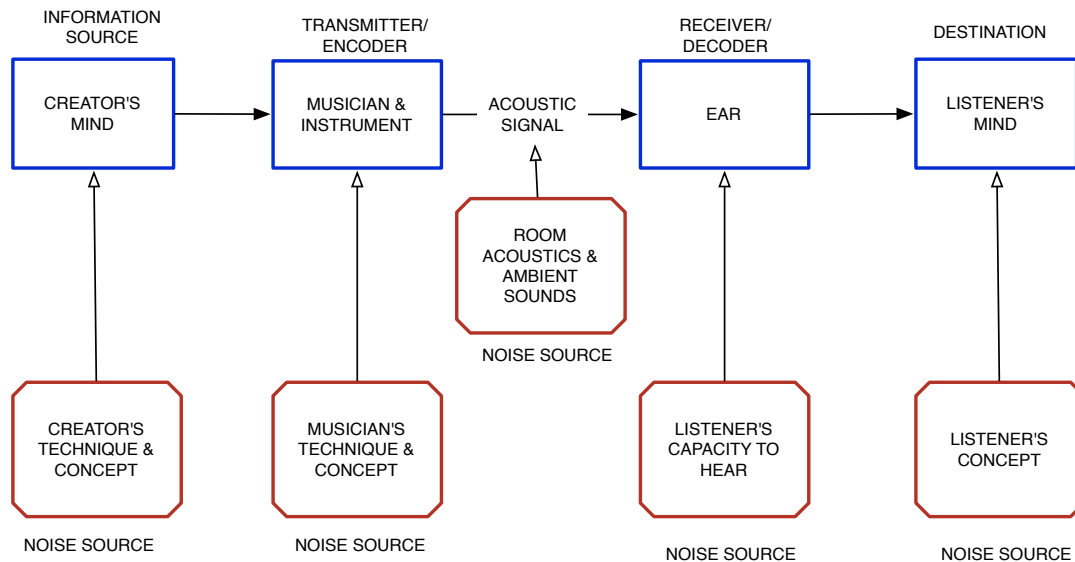 INFORMATION
SOURCE
TRANSMITTER/
ENCODER
RECEIVER/
DECODER
DESTINATION
CREATOR'S
MIND
MUSICIAN &
INSTRUMENT
ACOUSTIC
SIGNAL
EAR
LISTENER'S
MIND
ROOM
ACOUSTICS &
AMBIENT
SOUNDS
NOISE SOURCE
CREATOR'S
TECHNIQUE &
CONCEPT
MUSICIAN'S
TECHNIQUE &
CONCEPT
LISTENER'S
CAPACITY TO
HEAR
LISTENER'S
CONCEPT
NOISE SOURCE
NOISE SOURCE
NOISE SOURCE
NOISE SOURCE